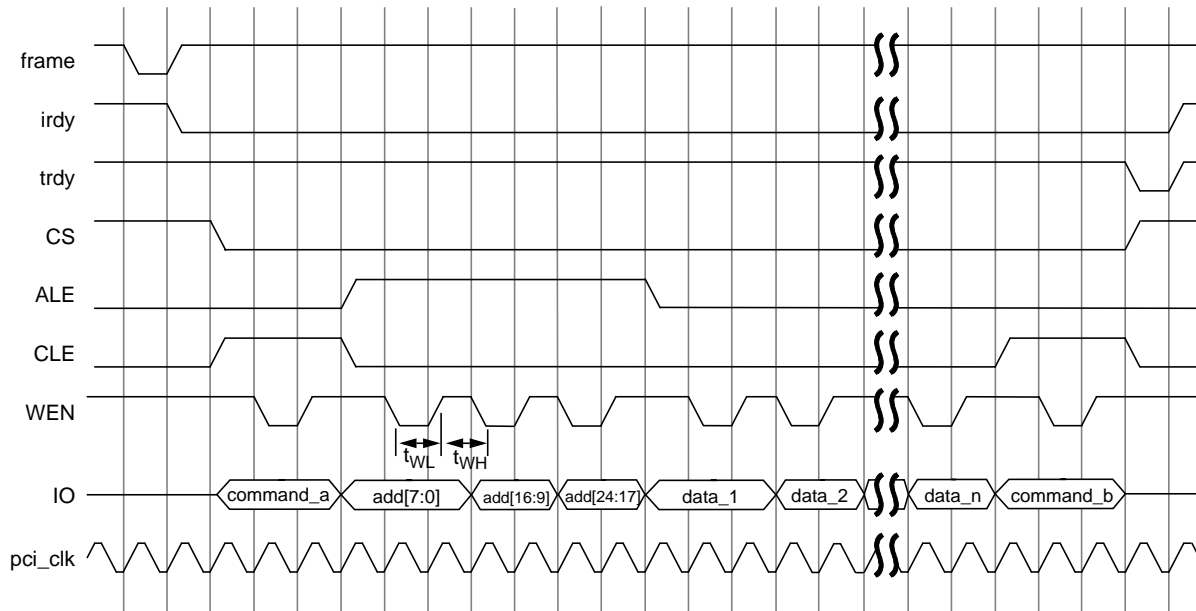 frame
irdy
trdy
CS
ALE
CLE
WEN
tWL tWH
IO command_a add[7:0] add[16:9] add[24:17] data_1 data_2 data_n command_b
pci_clk